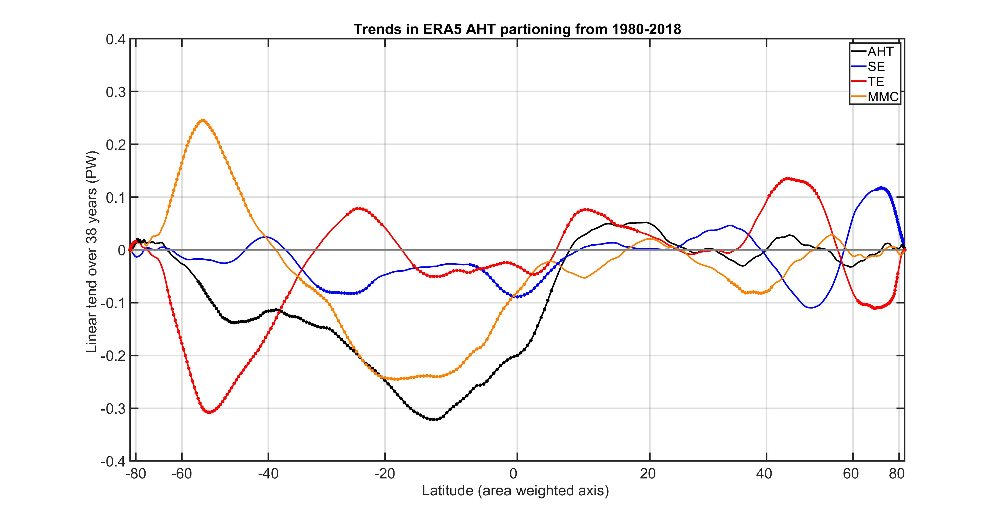 Trends in ERA5 AHT partioning from 1980-2018
AHT
SE
TE
MMC
Linear tend over 38 years (PW)
0.4
0.3
0.2
0.1
0
-0.1
-0.2
-0.3
-0.4
-80 -60 -40 -20 0 20 40 60 80
Latitude (area weighted axis)